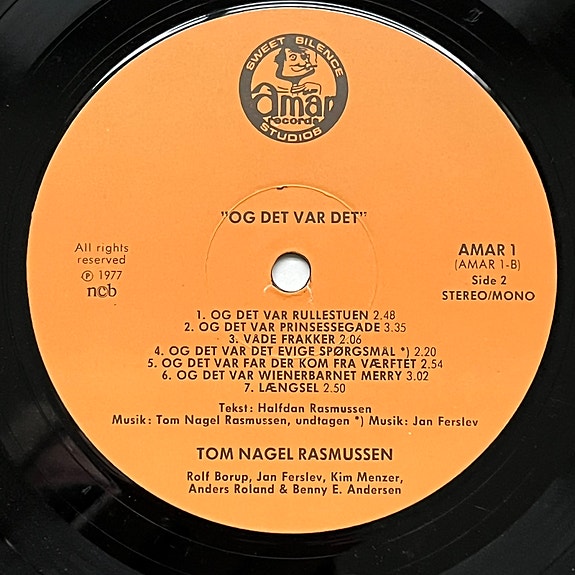 SWEET SILENCE
Amar
records
STUDIOS
"OG DET VAR DET"
All rights
reserved
℗ 1977
ncb
AMAR 1
(AMAR 1-B)
Side 2
STEREO/MONO
1. OG DET VAR RULLESTUEN 2.48
2. OG DET VAR PRINSESSEGADE 3.35
3. VÅDE FRAKKER 2.06
4. OG DET VAR DET EVIGE SPØRGSMÅL *) 2.20
5. OG DET VAR FAR DER KOM FRA VÆRFTET 2.54
6. OG DET VAR WIENERBARNET MERRY 3.02
7. LÆNGSEL 2.50
Tekst: Halfdan Rasmussen
Musik: Tom Nagel Rasmussen, undtagen *) Musik: Jan Ferslev
TOM NAGEL RASMUSSEN
Rolf Borup, Jan Ferslev, Kim Menzer,
Anders Roland & Benny E. Andersen